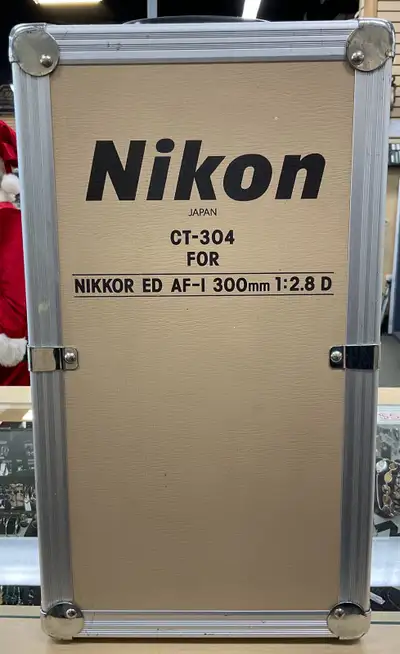 Nikon
JAPAN
CT-304
FOR
NIKKOR ED AF-I 300mm 1:2.8 D